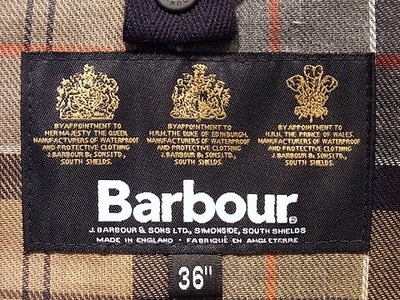 BY APPOINTMENT TO
HER MAJESTY THE QUEEN
MANUFACTURERS OF WATERPROOF
AND PROTECTIVE CLOTHING
J. BARBOUR & SONS LTD.,
SOUTH SHIELDS.
BY APPOINTMENT TO
H.R.H. THE DUKE OF EDINBURGH.
MANUFACTURERS OF WATERPROOF
AND PROTECTIVE CLOTHING
J. BARBOUR & SONS LTD.,
SOUTH SHIELDS.
BY APPOINTMENT TO
H.R.H. THE PRINCE OF WALES.
MANUFACTURERS OF WATERPROOF
AND PROTECTIVE CLOTHING
J. BARBOUR & SONS LTD.,
SOUTH SHIELDS.
Barbour®
J. BARBOUR & SONS LTD., SIMONSIDE, SOUTH SHIELDS
MADE IN ENGLAND • FABRIQUÉ EN ANGLETERRE
36"